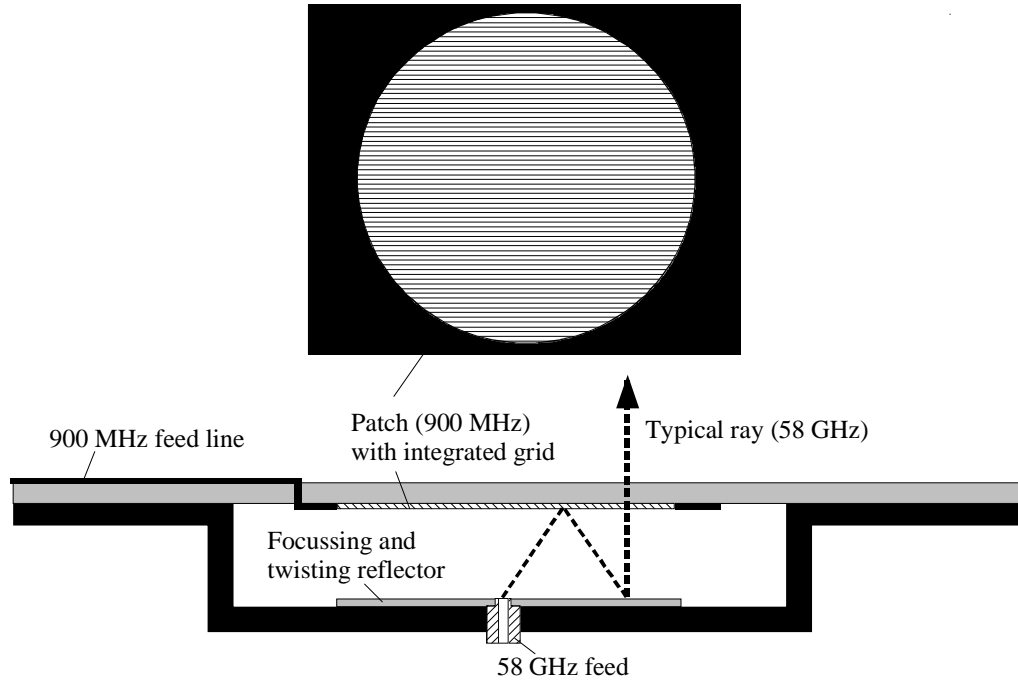 900 MHz feed line
Patch (900 MHz)
with integrated grid
Typical ray (58 GHz)
Focussing and
twisting reflector
58 GHz feed